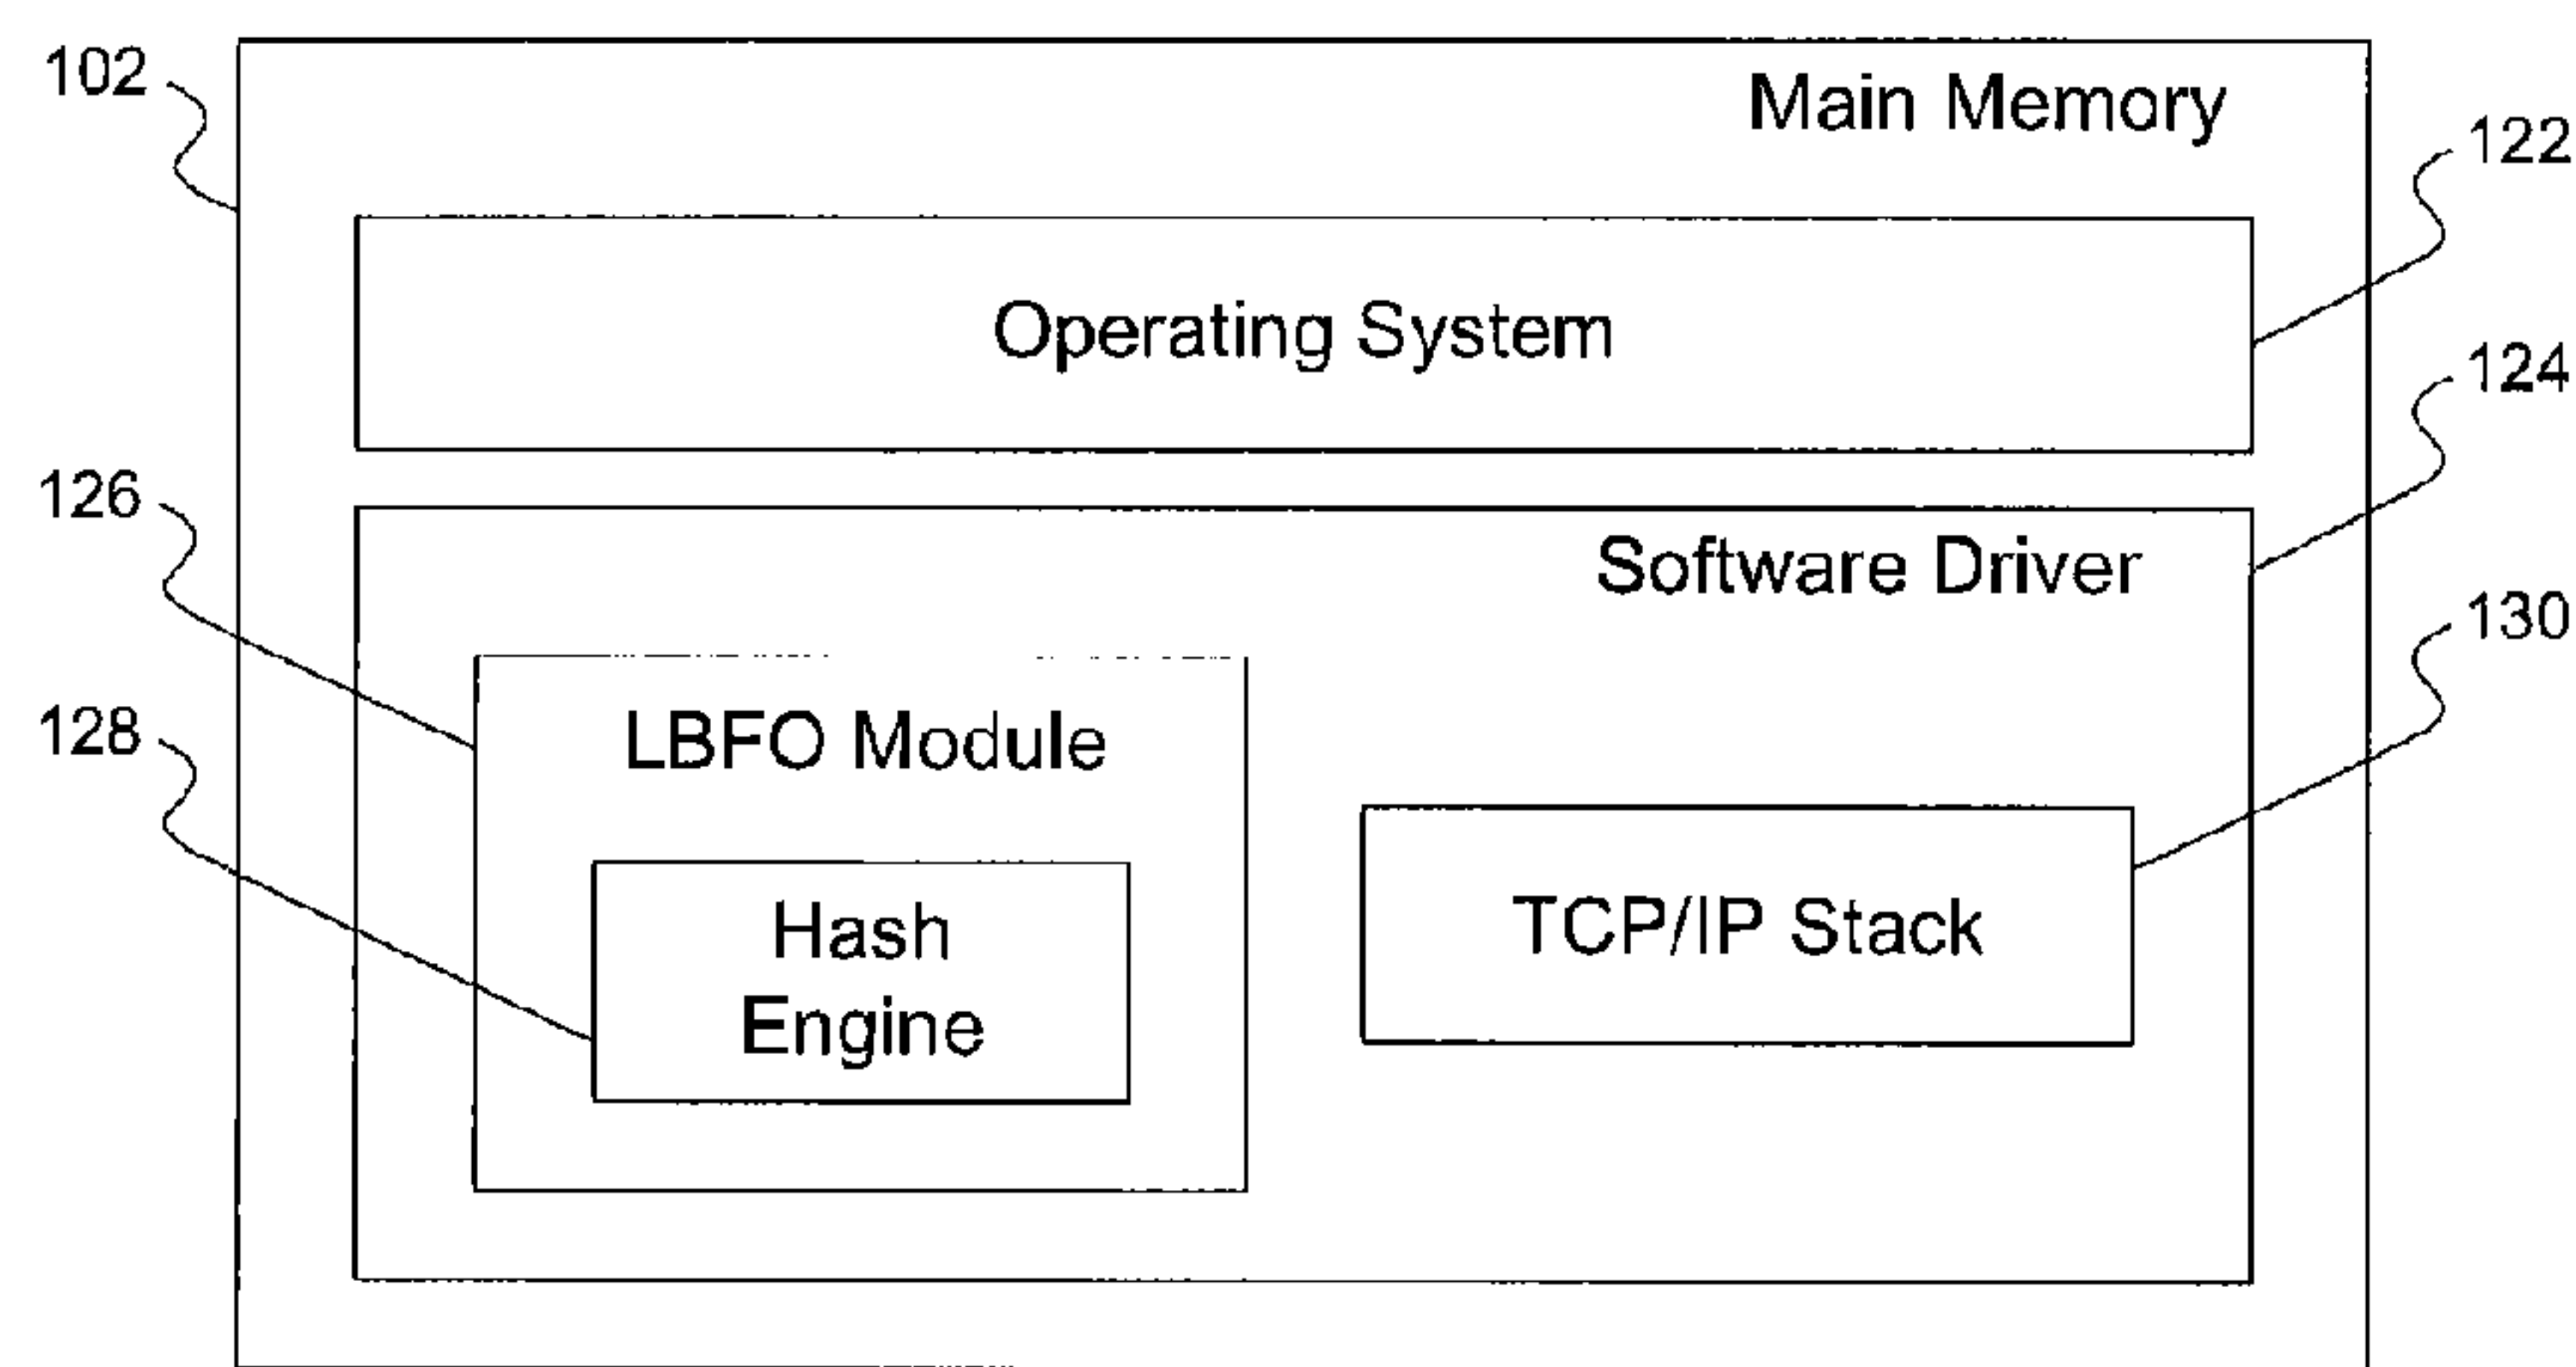 102
Main Memory
122
Operating System
124
126
Software Driver
130
LBFO Module
128
Hash
Engine
TCP/IP Stack